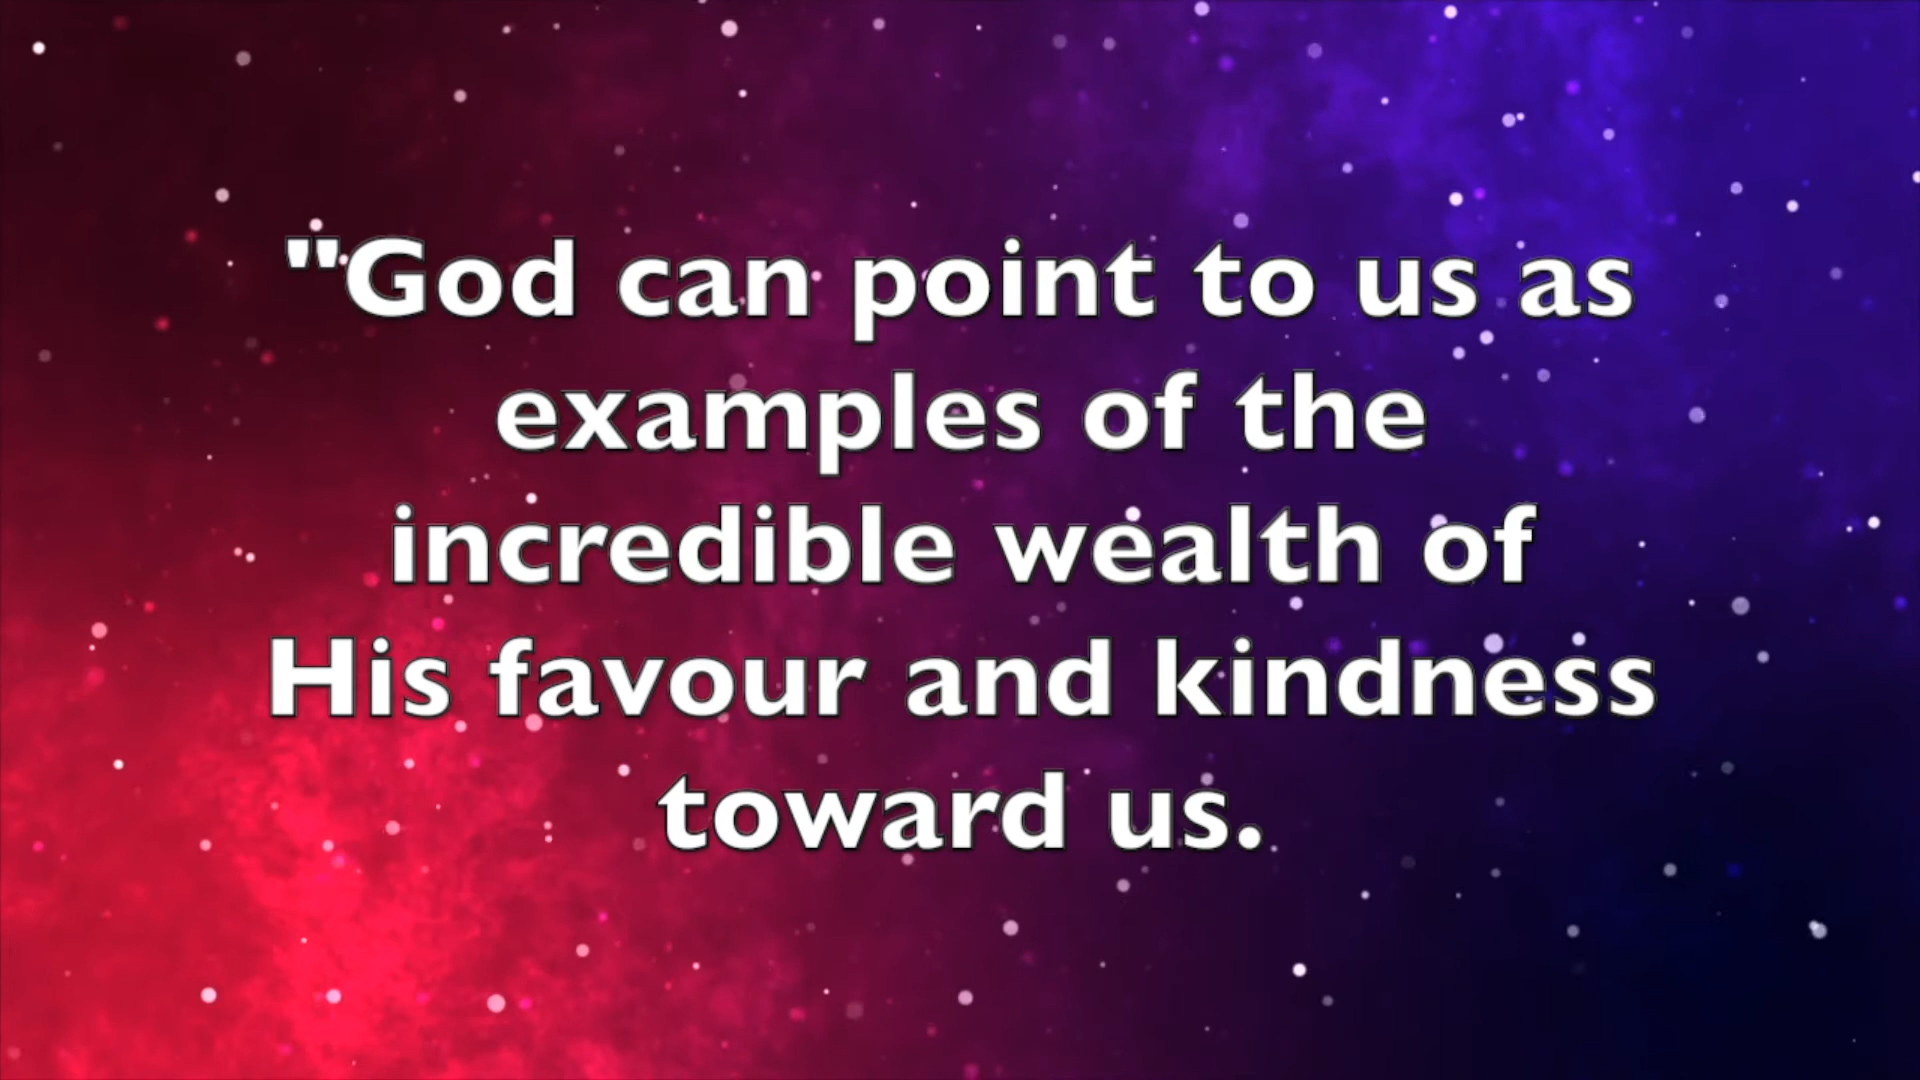 "God can point to us as
examples of the
incredible wealth of
His favour and kindness
toward us.